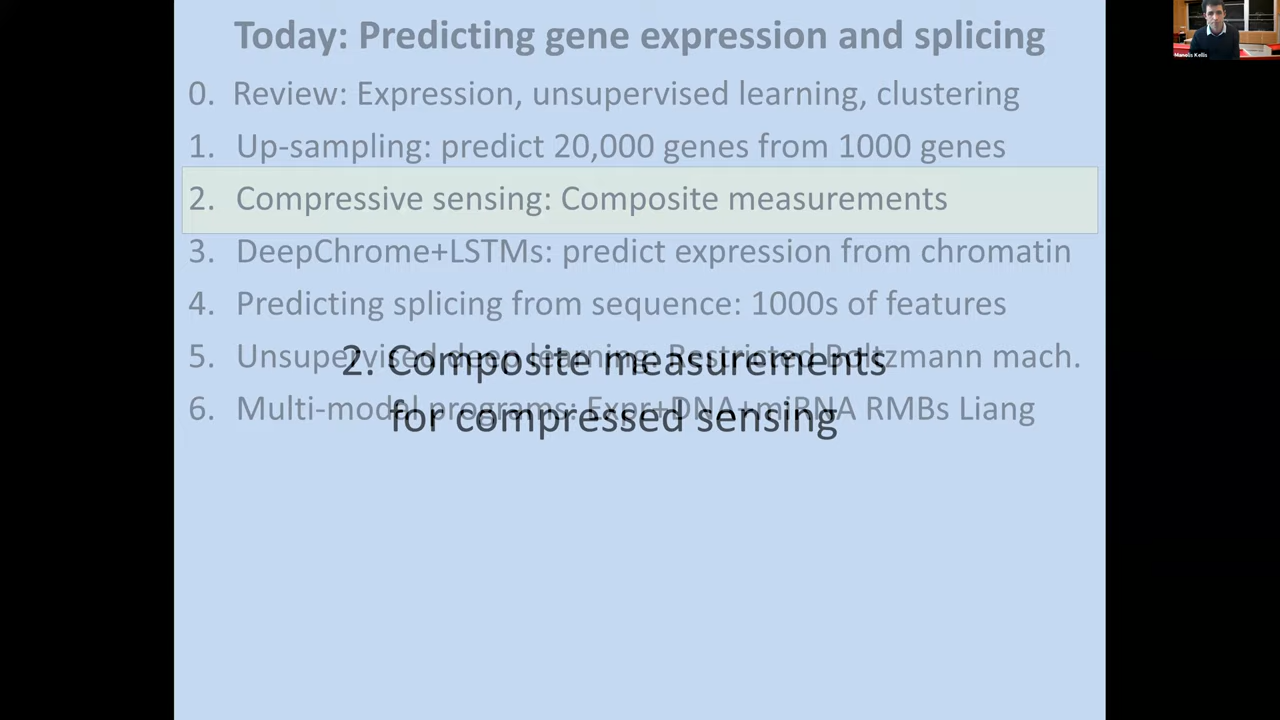 Today: Predicting gene expression and splicing
0. Review: Expression, unsupervised learning, clustering
1. Up-sampling: predict 20,000 genes from 1000 genes
2. Compressive sensing: Composite measurements
3. DeepChrome+LSTMs: predict expression from chromatin
4. Predicting splicing from sequence: 1000s of features
5. Unsupervised deep learning: Restricted Boltzmann mach.
2. Composite measurements
6. Multi-modal programs: Expr+DNA+miRNA RMBs Liang
for compressed sensing
Manolis Kellis